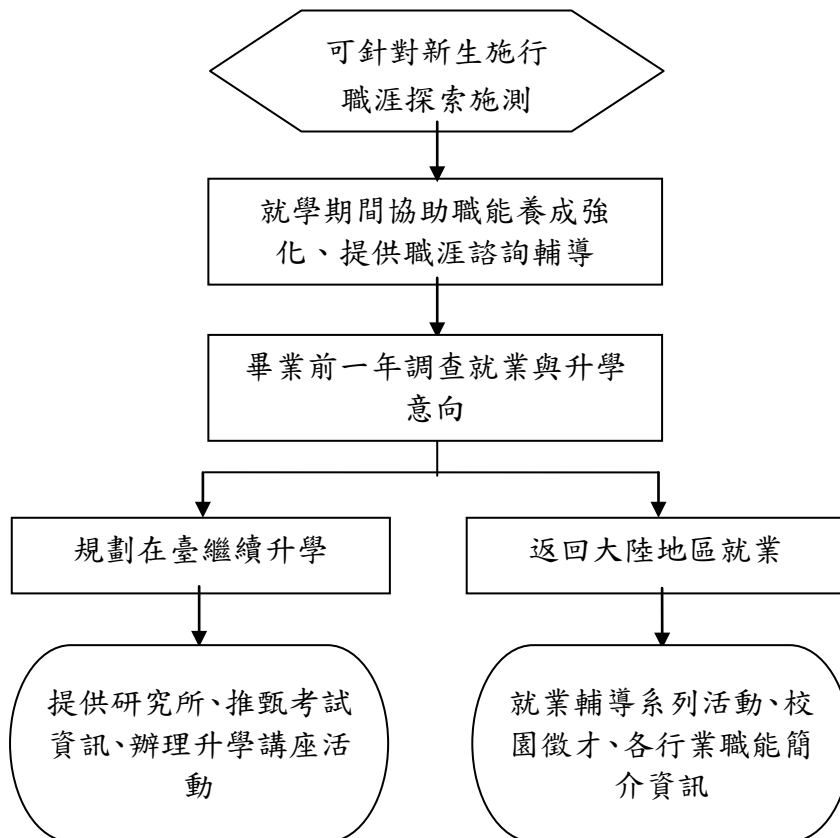 可針對新生施行
職涯探索施測
就學期間協助職能養成強
化、提供職涯諮詢輔導
畢業前一年調查就業與升學
意向
規劃在臺繼續升學
返回大陸地區就業
提供研究所、推甄考試
資訊、辦理升學講座活
動
就業輔導系列活動、校
園徵才、各行業職能簡
介資訊